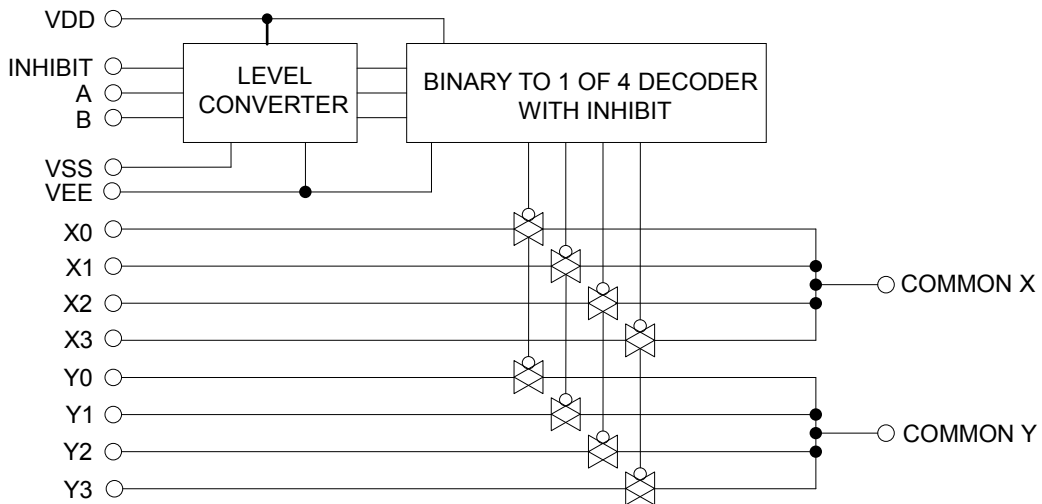 VDD
INHIBIT
A
B
VSS
VEE
LEVEL
CONVERTER
BINARY TO 1 OF 4 DECODER
WITH INHIBIT
X0
X1
X2
X3
COMMON X
Y0
Y1
Y2
Y3
COMMON Y